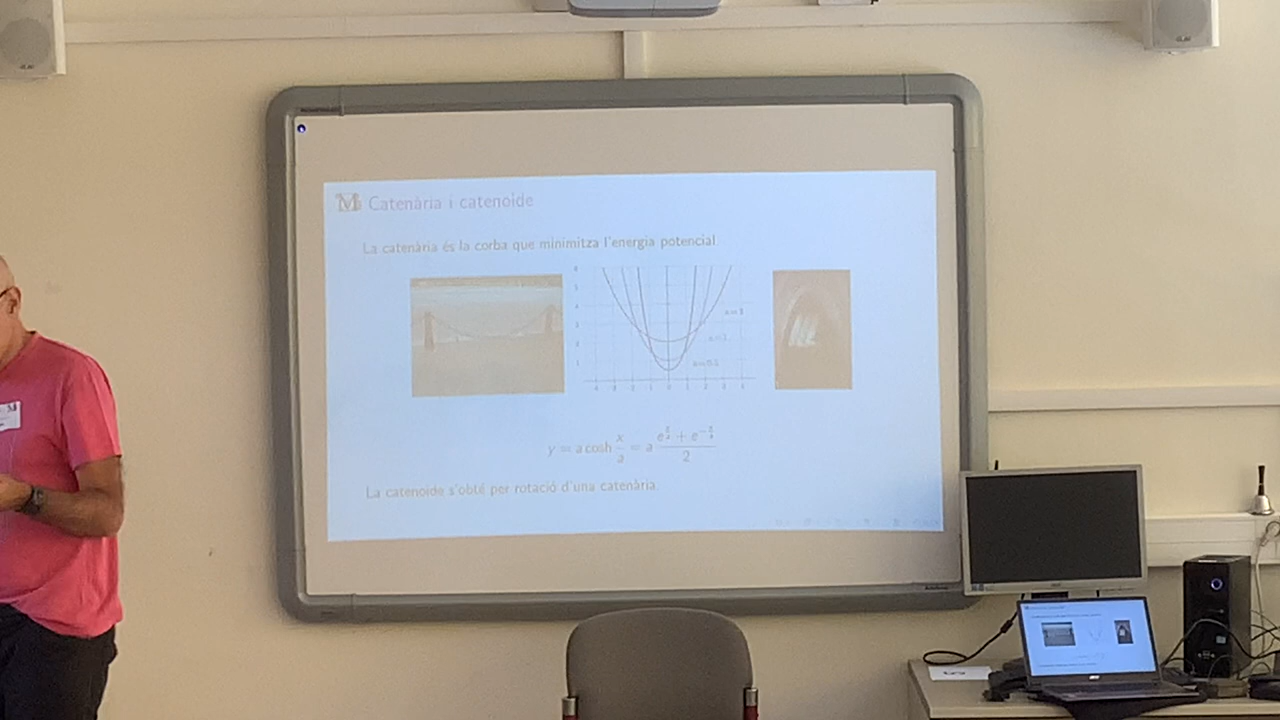 Catenària i catenoide
La catenària és la corba que minimitza l'energia potencial
a=1
y = a cosh x/a = a (e^{x/a} + e^{-x/a})/2
La catenoide s'obté per rotació d'una catenària.